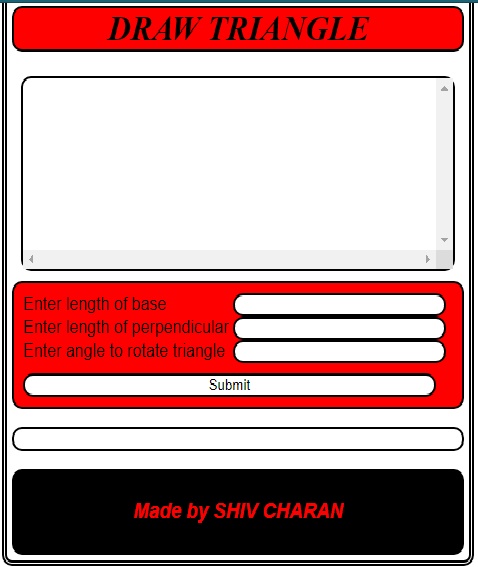 DRAW TRIANGLE
Enter length of base
Enter length of perpendicular
Enter angle to rotate triangle
Submit
Made by SHIV CHARAN